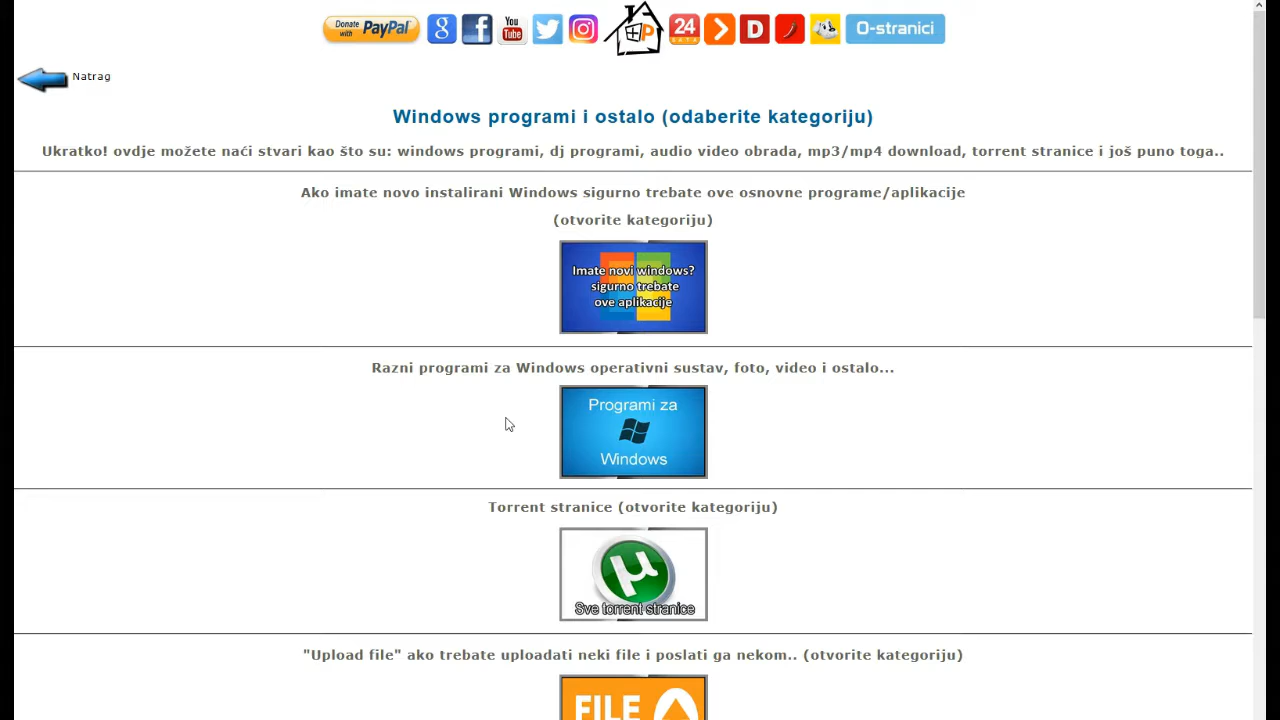 Donate with PayPal g f You Tube P 24 SATA D O-stranici
Natrag
Windows programi i ostalo (odaberite kategoriju)
Ukratko! ovdje možete naći stvari kao što su: windows programi, dj programi, audio video obrada, mp3/mp4 download, torrent stranice i još puno toga..
Ako imate novo instalirani Windows sigurno trebate ove osnovne programe/aplikacije
(otvorite kategoriju)
Imate novi windows?
sigurno trebate
ove aplikacije
Razni programi za Windows operativni sustav, foto, video i ostalo...
Programi za
Windows
Torrent stranice (otvorite kategoriju)
µ
Sve torrent stranice
"Upload file" ako trebate uploadati neki file i poslati ga nekom.. (otvorite kategoriju)
FILE